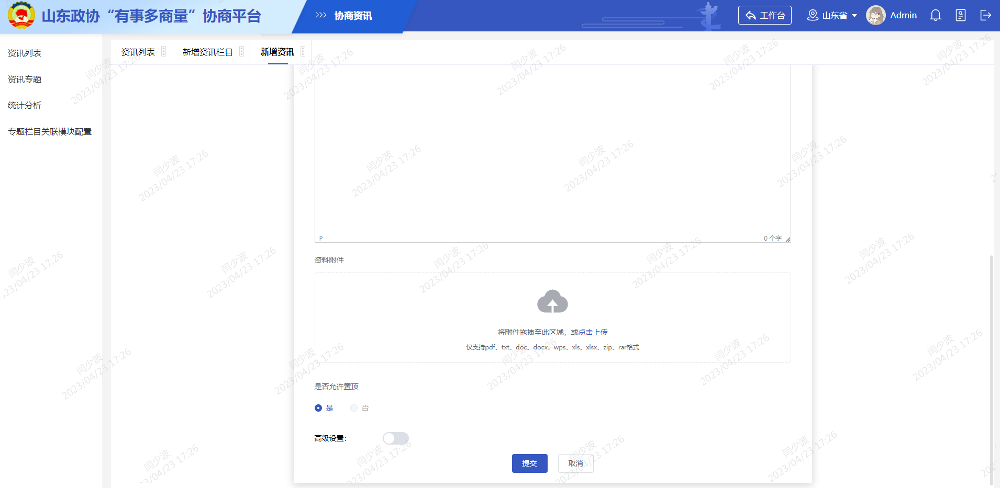 山东政协“有事多商量”协商平台
协商资讯
工作台
山东省
Admin
资讯列表
资讯专题
统计分析
专题栏目关联模块配置
资讯列表
新增资讯栏目
新增资讯
P
0 个字
资料附件
将附件拖拽至此区域，或点击上传
仅支持pdf、txt、doc、docx、wps、xls、xlsx、zip、rar格式
是否允许置顶
是
否
高级设置：
提交
取消
闫少波
2023/04/23 17:26